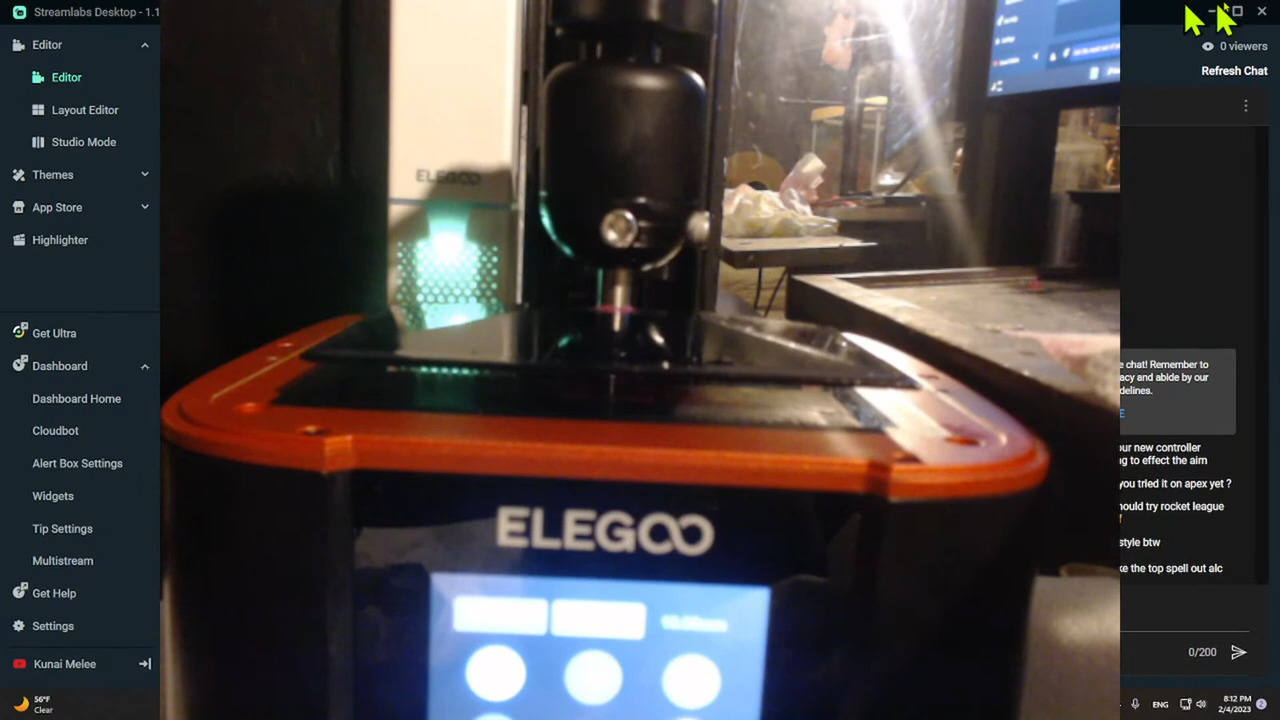 Streamlabs Desktop - 1.1
Editor
Editor
Layout Editor
Studio Mode
Themes
App Store
Highlighter
Get Ultra
Dashboard
Dashboard Home
Cloudbot
Alert Box Settings
Widgets
Tip Settings
Multistream
Get Help
Settings
Kunai Melee
56°F
Clear
ELEGOO
ELEGOO
0 viewers
Refresh Chat
e chat! Remember to
acy and abide by our
delines.
E
our new controller
ng to effect the aim
you tried it on apex yet ?
hould try rocket league
style btw
ke the top spell out alc
0/200
ENG
8:12 PM
2/4/2023
2